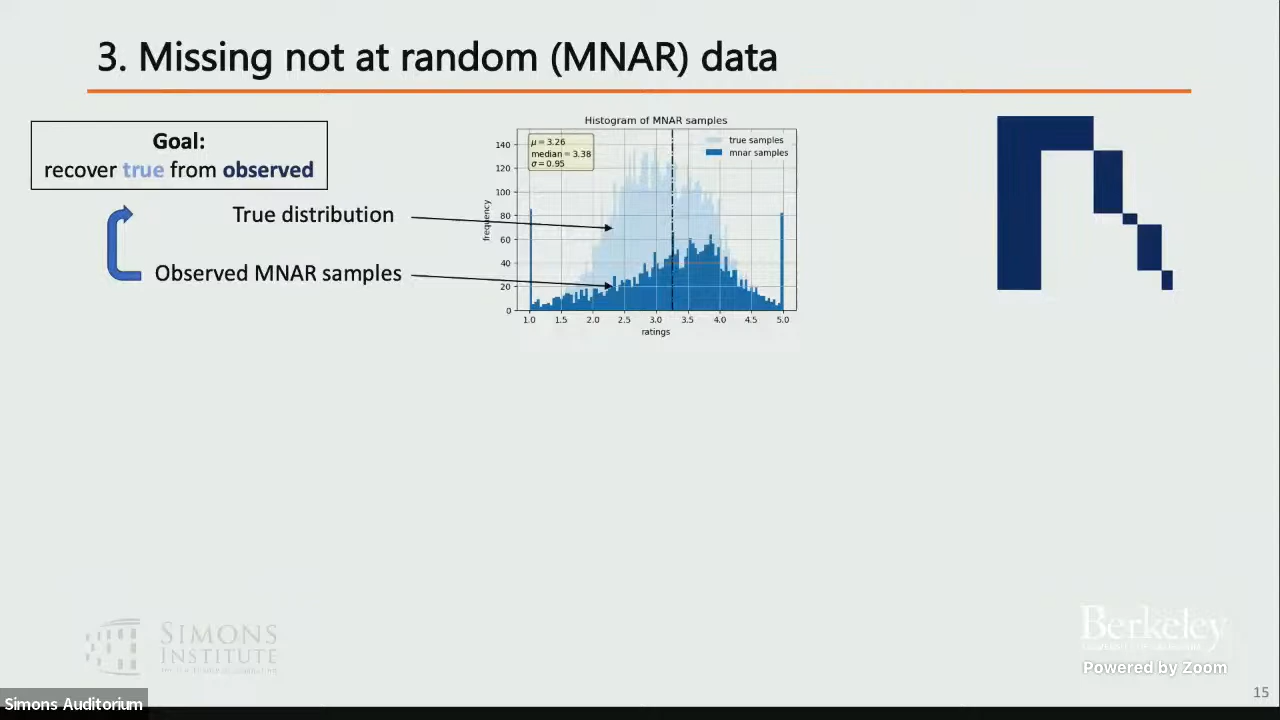 3. Missing not at random (MNAR) data
Goal:
recover true from observed
True distribution
Observed MNAR samples
Histogram of MNAR samples
μ = 3.26
median = 3.38
σ = 0.95
true samples
mnar samples
frequency
140
120
100
80
60
40
20
0
1.0 1.5 2.0 2.5 3.0 3.5 4.0 4.5 5.0
ratings
SIMONS
INSTITUTE
Berkeley
Powered by Zoom
15
Simons Auditorium